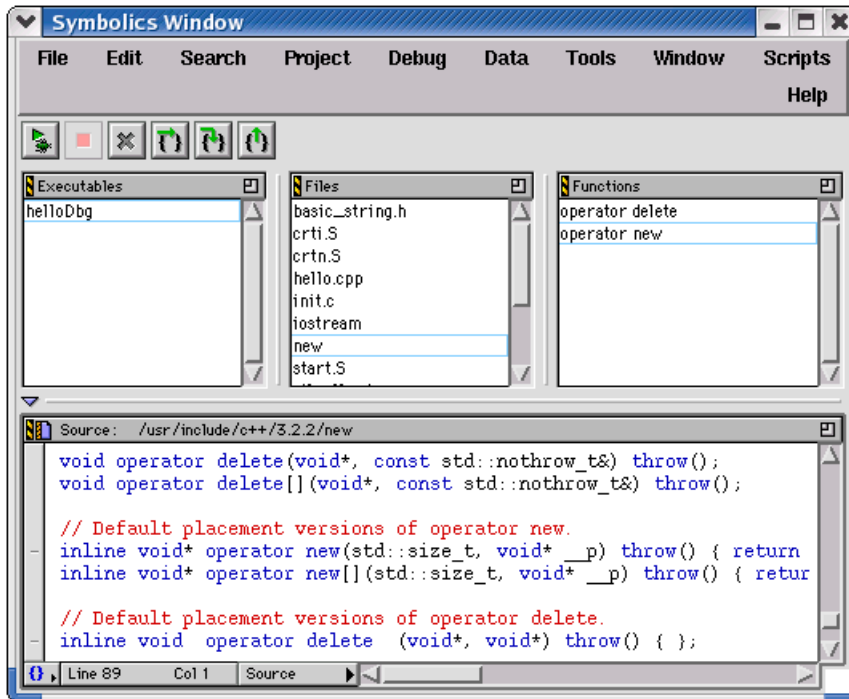 Symbolics Window
File Edit Search Project Debug Data Tools Window Scripts
Help
Executables
helloDbg
Files
basic_string.h
crti.S
crtn.S
hello.cpp
init.c
iostream
new
start.S
Functions
operator delete
operator new
Source: /usr/include/c++/3.2.2/new
void operator delete(void*, const std::nothrow_t&) throw();
void operator delete[](void*, const std::nothrow_t&) throw();
// Default placement versions of operator new.
inline void* operator new(std::size_t, void* __p) throw() { return
inline void* operator new[](std::size_t, void* __p) throw() { retur
// Default placement versions of operator delete.
inline void operator delete (void*, void*) throw() { };
{} Line 89 Col 1 Source